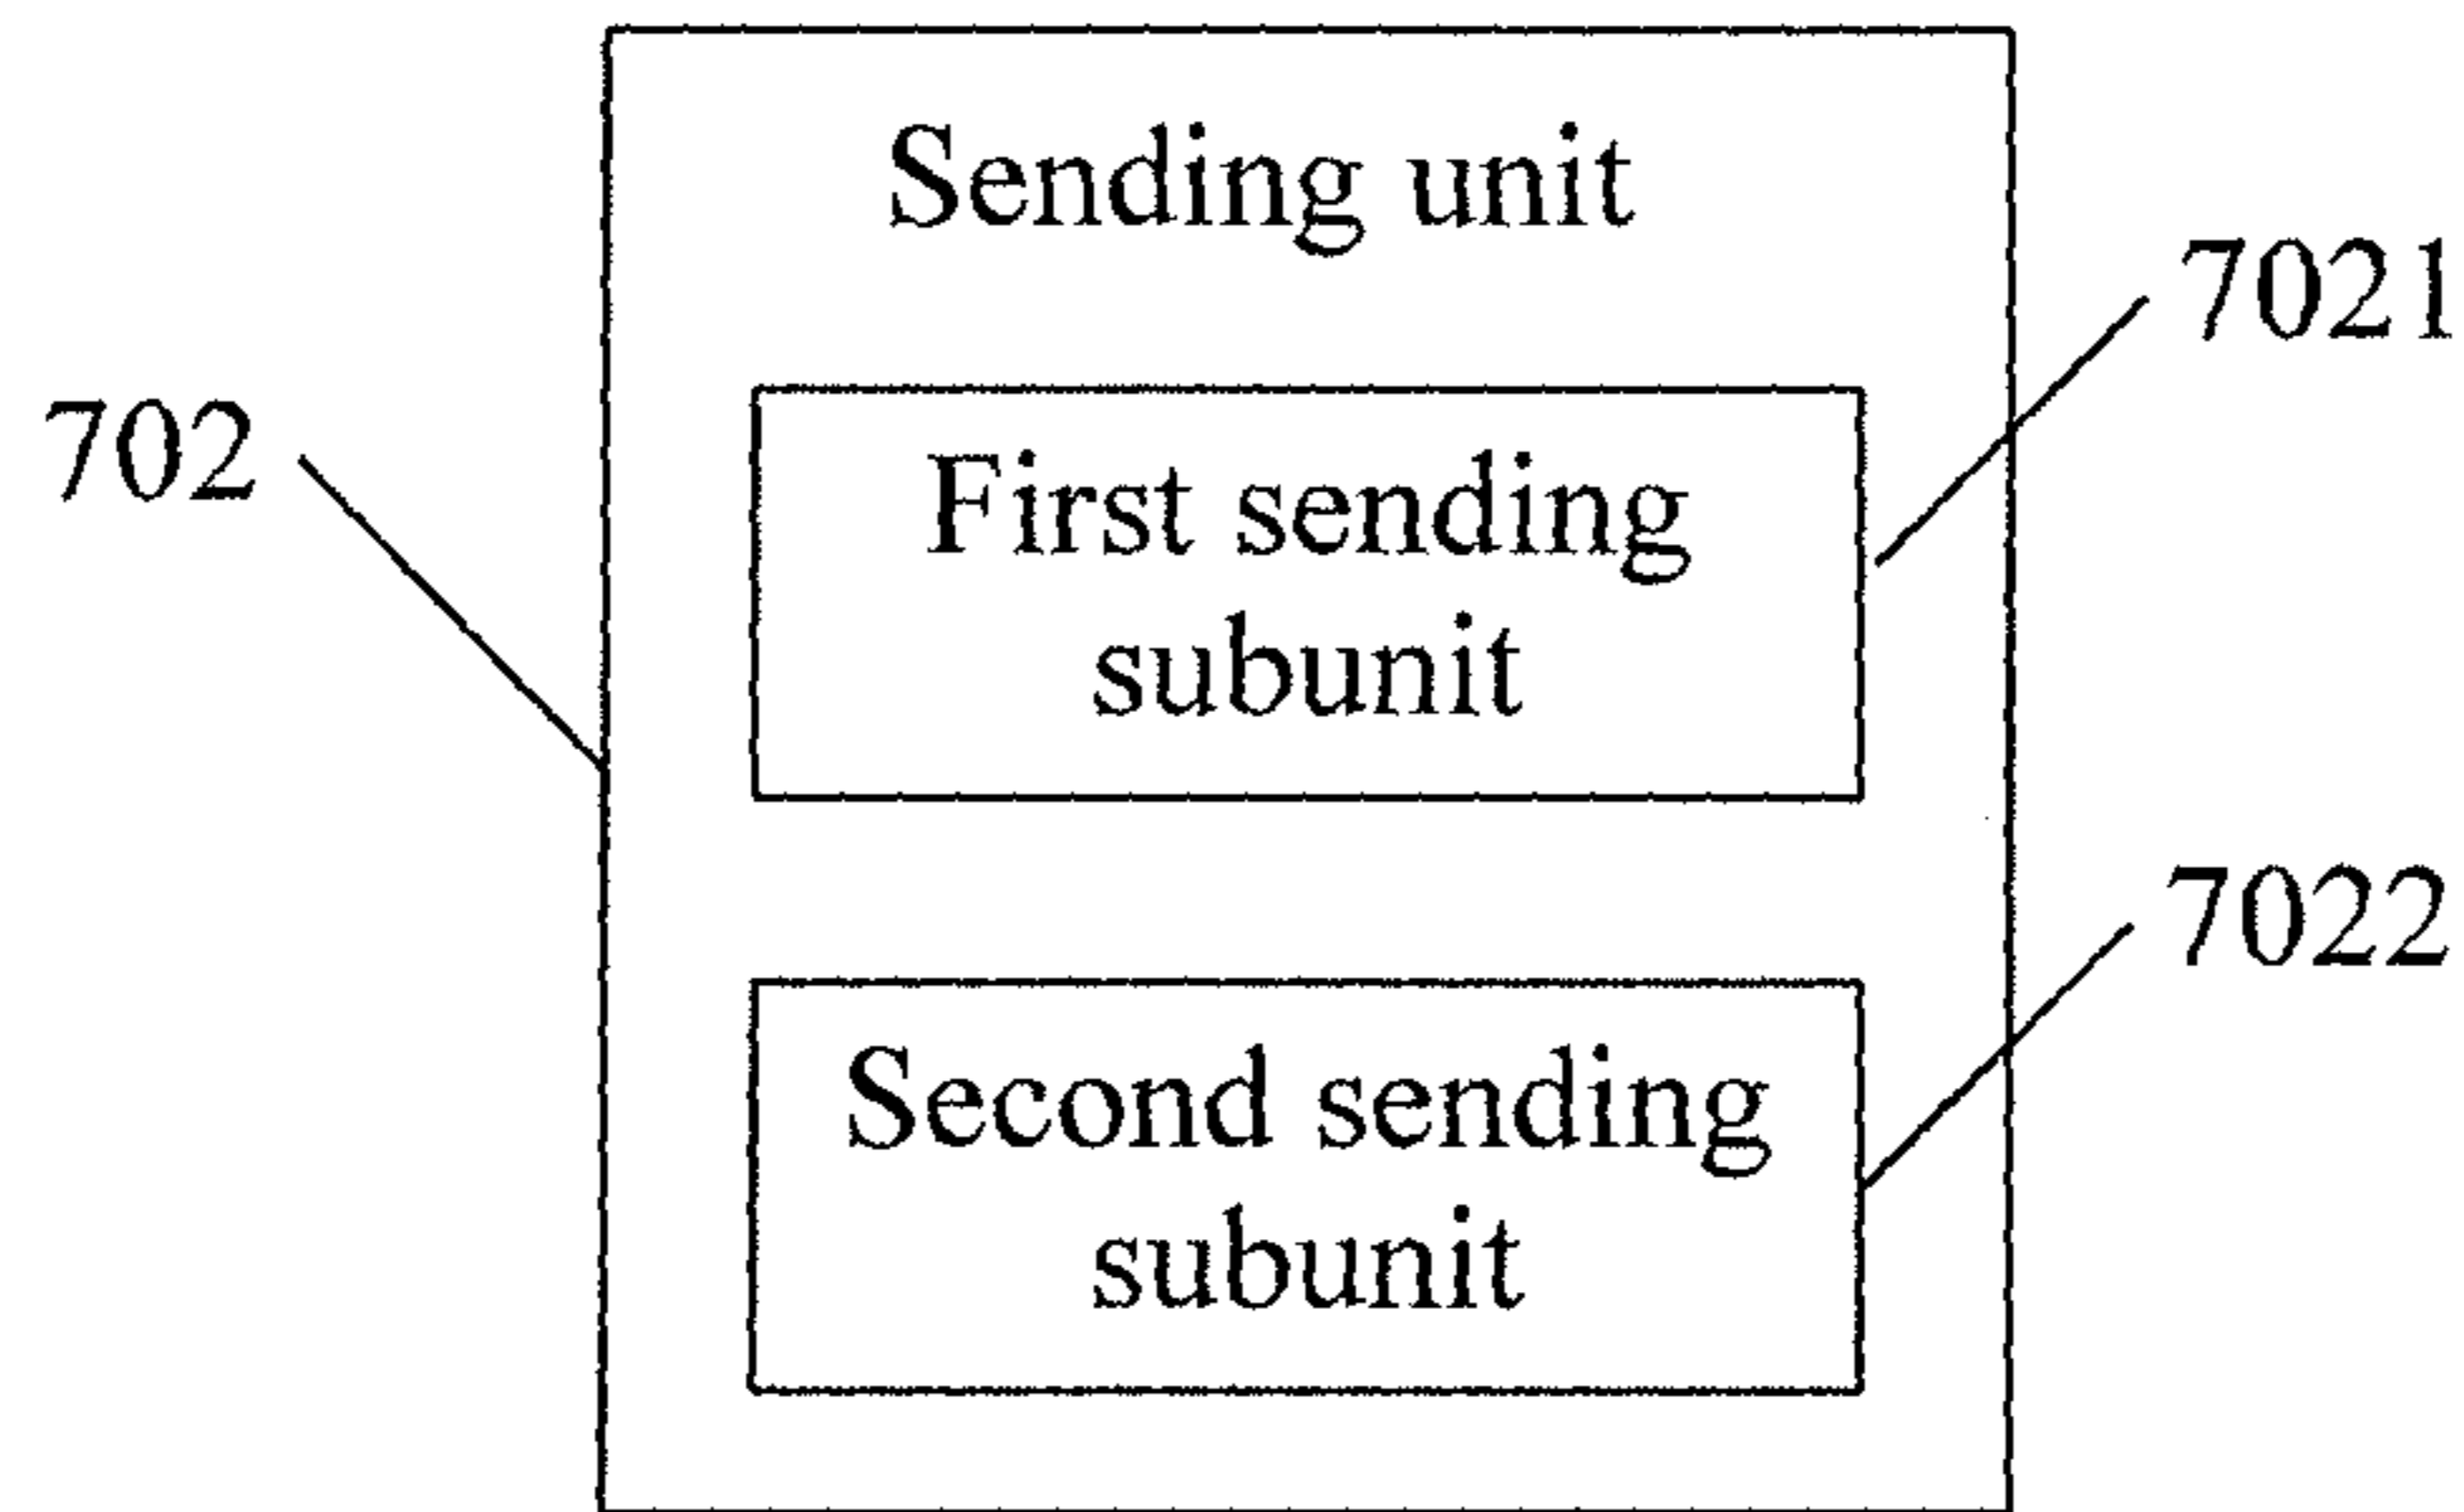 Sending unit
7021
702
First sending
subunit
7022
Second sending
subunit